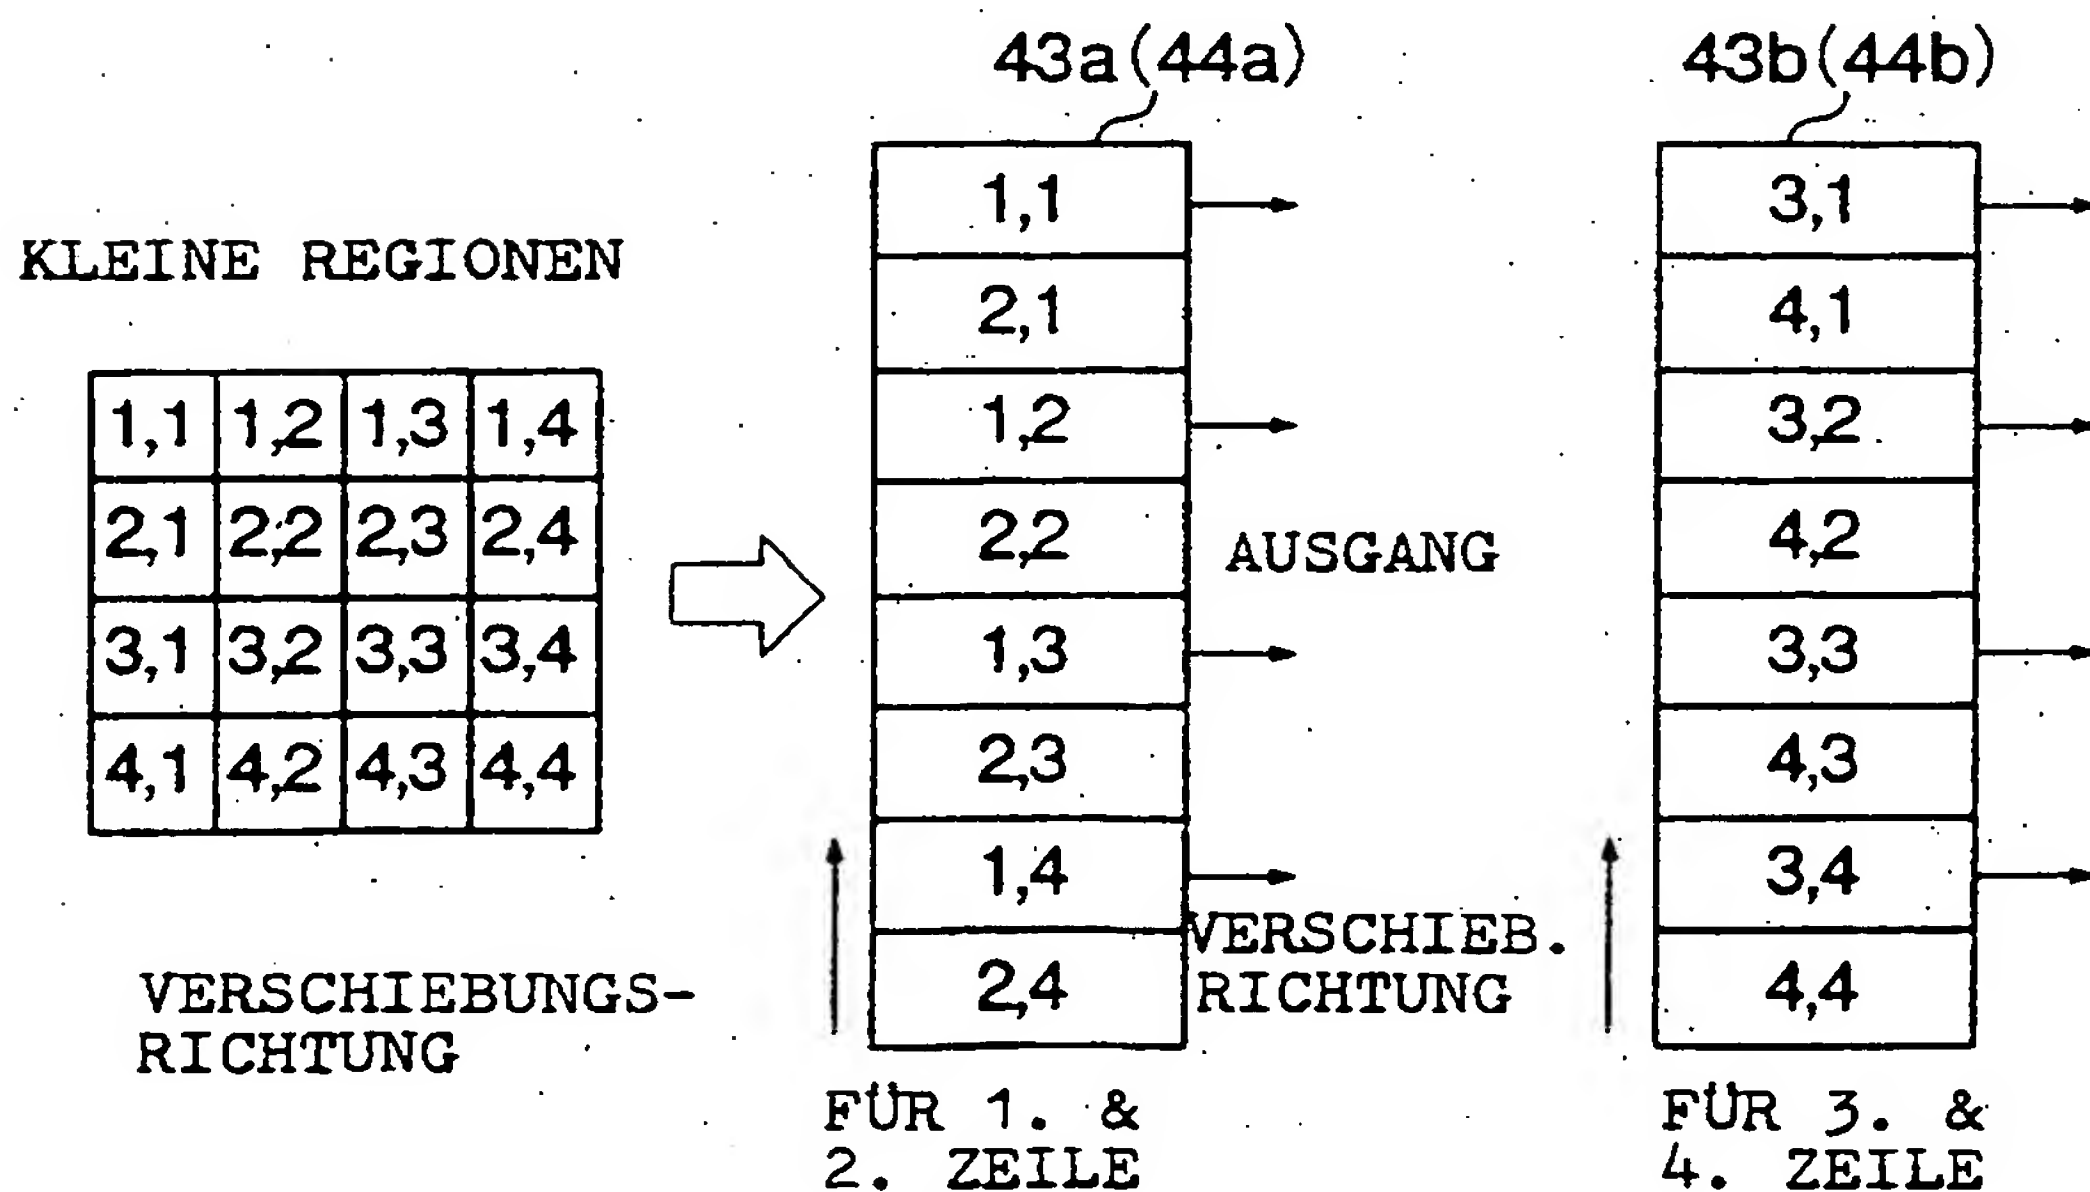 43a(44a)
43b(44b)
KLEINE REGIONEN
1,1 1,2 1,3 1,4
2,1 2,2 2,3 2,4
3,1 3,2 3,3 3,4
4,1 4,2 4,3 4,4
1,1
2,1
1,2
2,2
1,3
2,3
1,4
2,4
AUSGANG
3,1
4,1
3,2
4,2
3,3
4,3
3,4
4,4
VERSCHIEBUNGS-
RICHTUNG
VERSCHIEB.
RICHTUNG
FÜR 1. &
2. ZEILE
FÜR 3. &
4. ZEILE